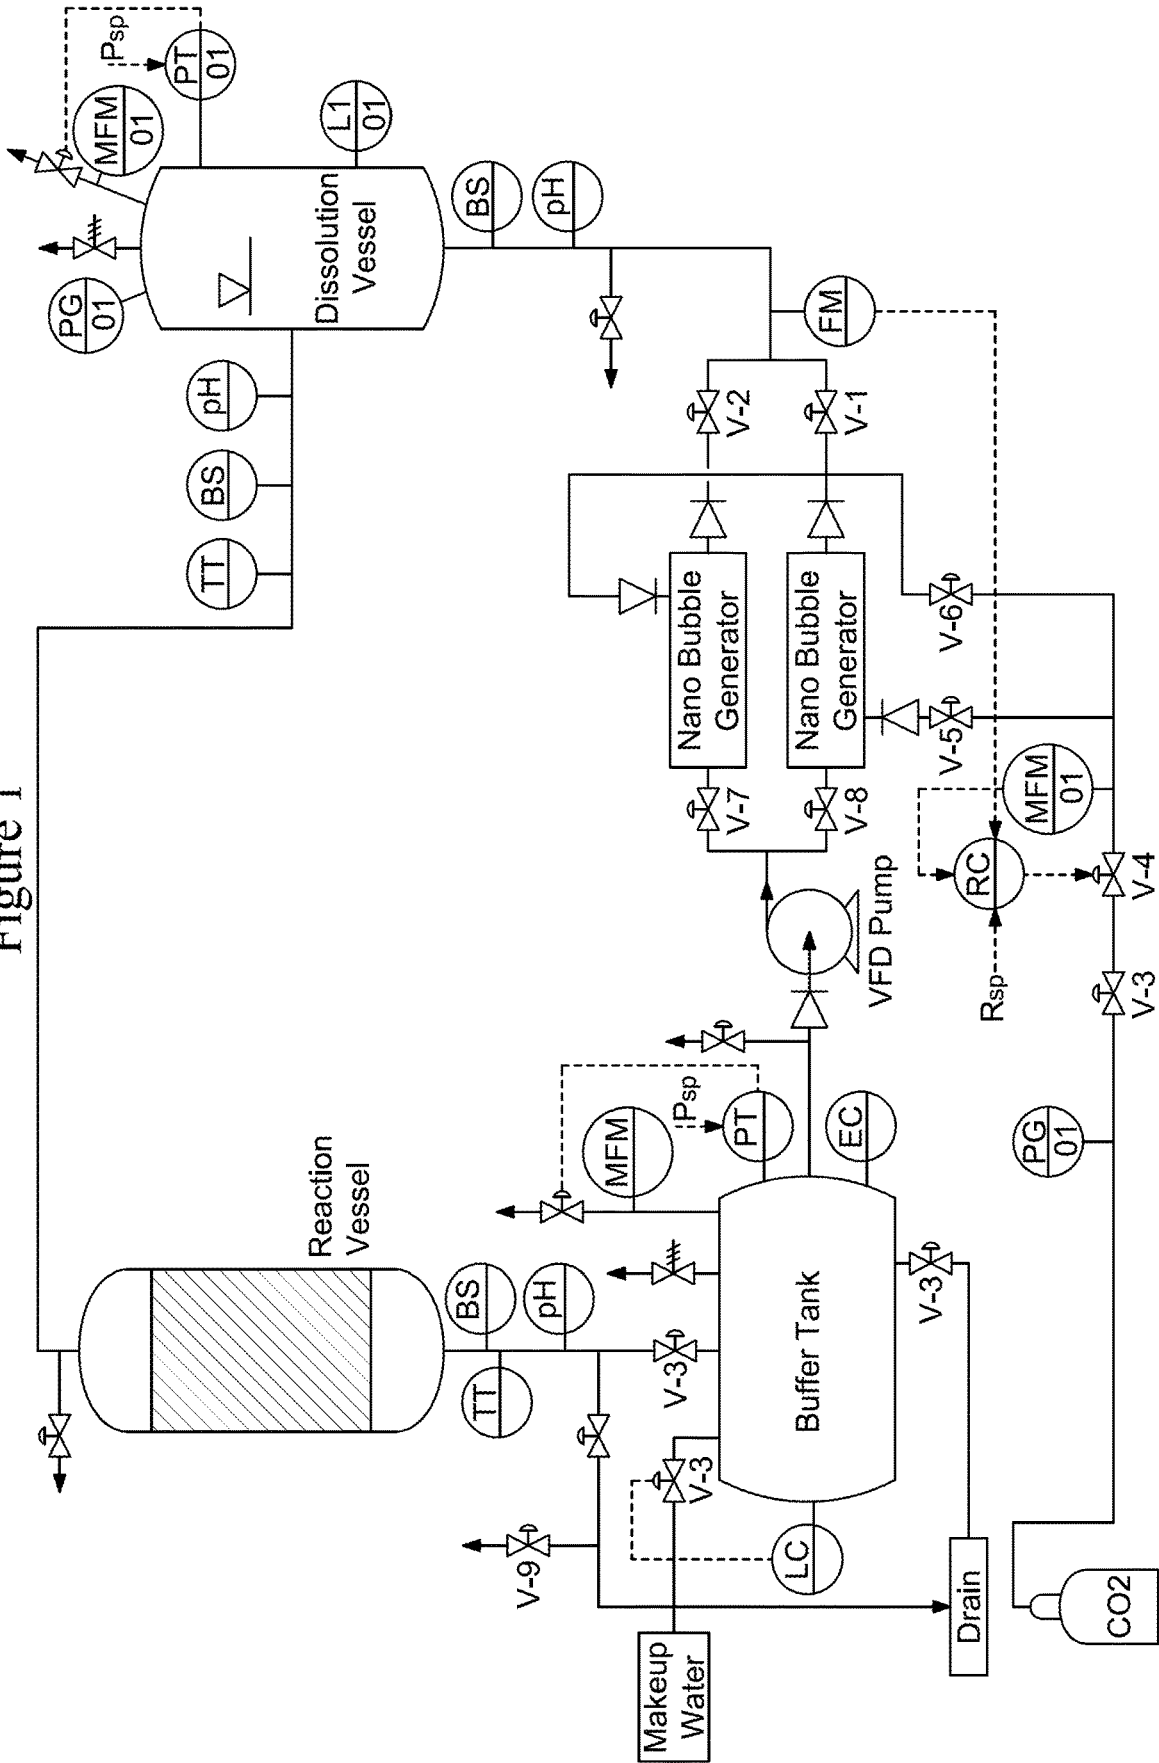 Figure 1
Reaction
Vessel
BS
TT
pH
V-3
V-9
V-3
Makeup
Water
LC
Buffer Tank
MFM
Psp
PT
EC
V-3
Drain
CO2
PG
01
V-3
V-4
Rsp
RC
MFM
01
V-5
V-6
VFD Pump
V-7
V-8
Nano Bubble
Generator
Nano Bubble
Generator
V-2
V-1
FM
TT
BS
pH
PG
01
MFM
01
Psp
PT
01
L1
01
Dissolution
Vessel
BS
pH